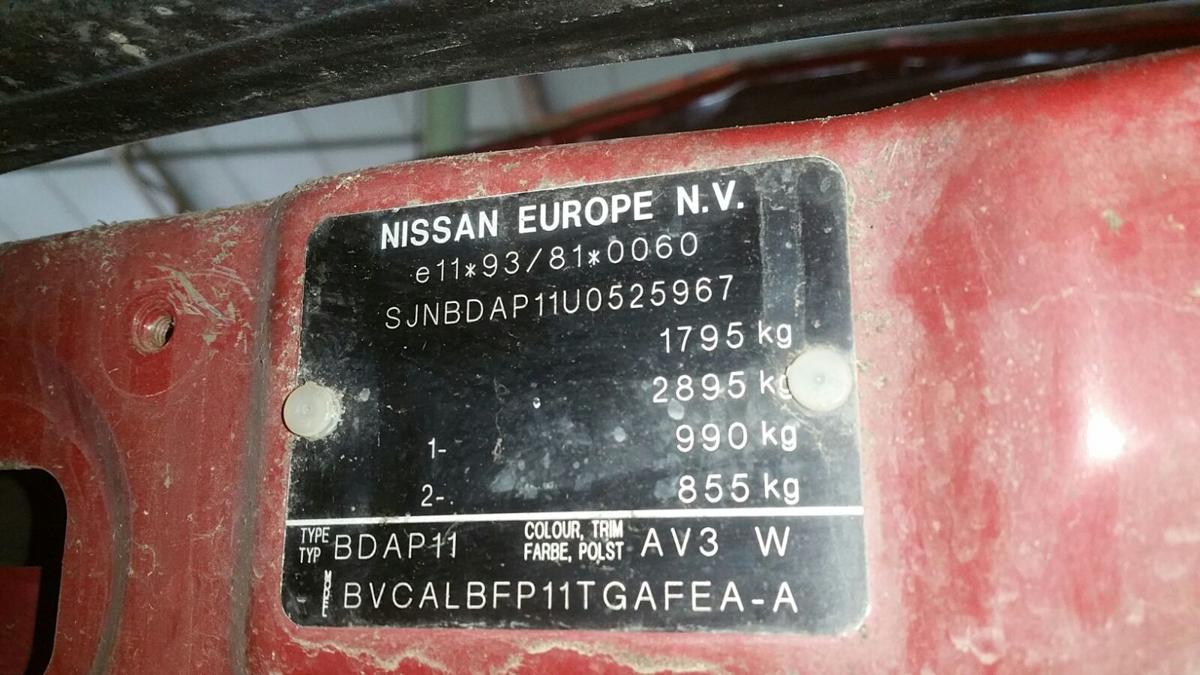 NISSAN EUROPE N.V.
e11*93/81*0060
SJNBDAP11U0525967
1795 kg
2895 kg
1- 990 kg
2- 855 kg
TYPE TYP BDAP11 COLOUR, TRIM FARBE, POLST AV3 W
BVCALBFP11TGAFEA-A